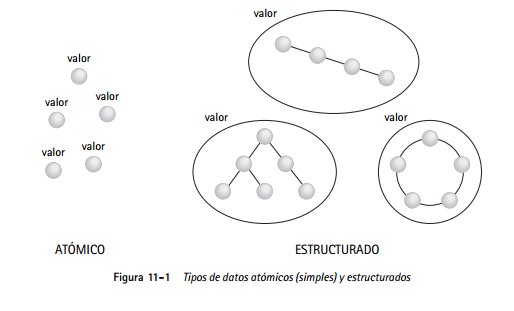 valor
valor
valor
valor
valor
valor
valor
valor
ATÓMICO
ESTRUCTURADO
Figura 11-1 Tipos de datos atómicos (simples) y estructurados